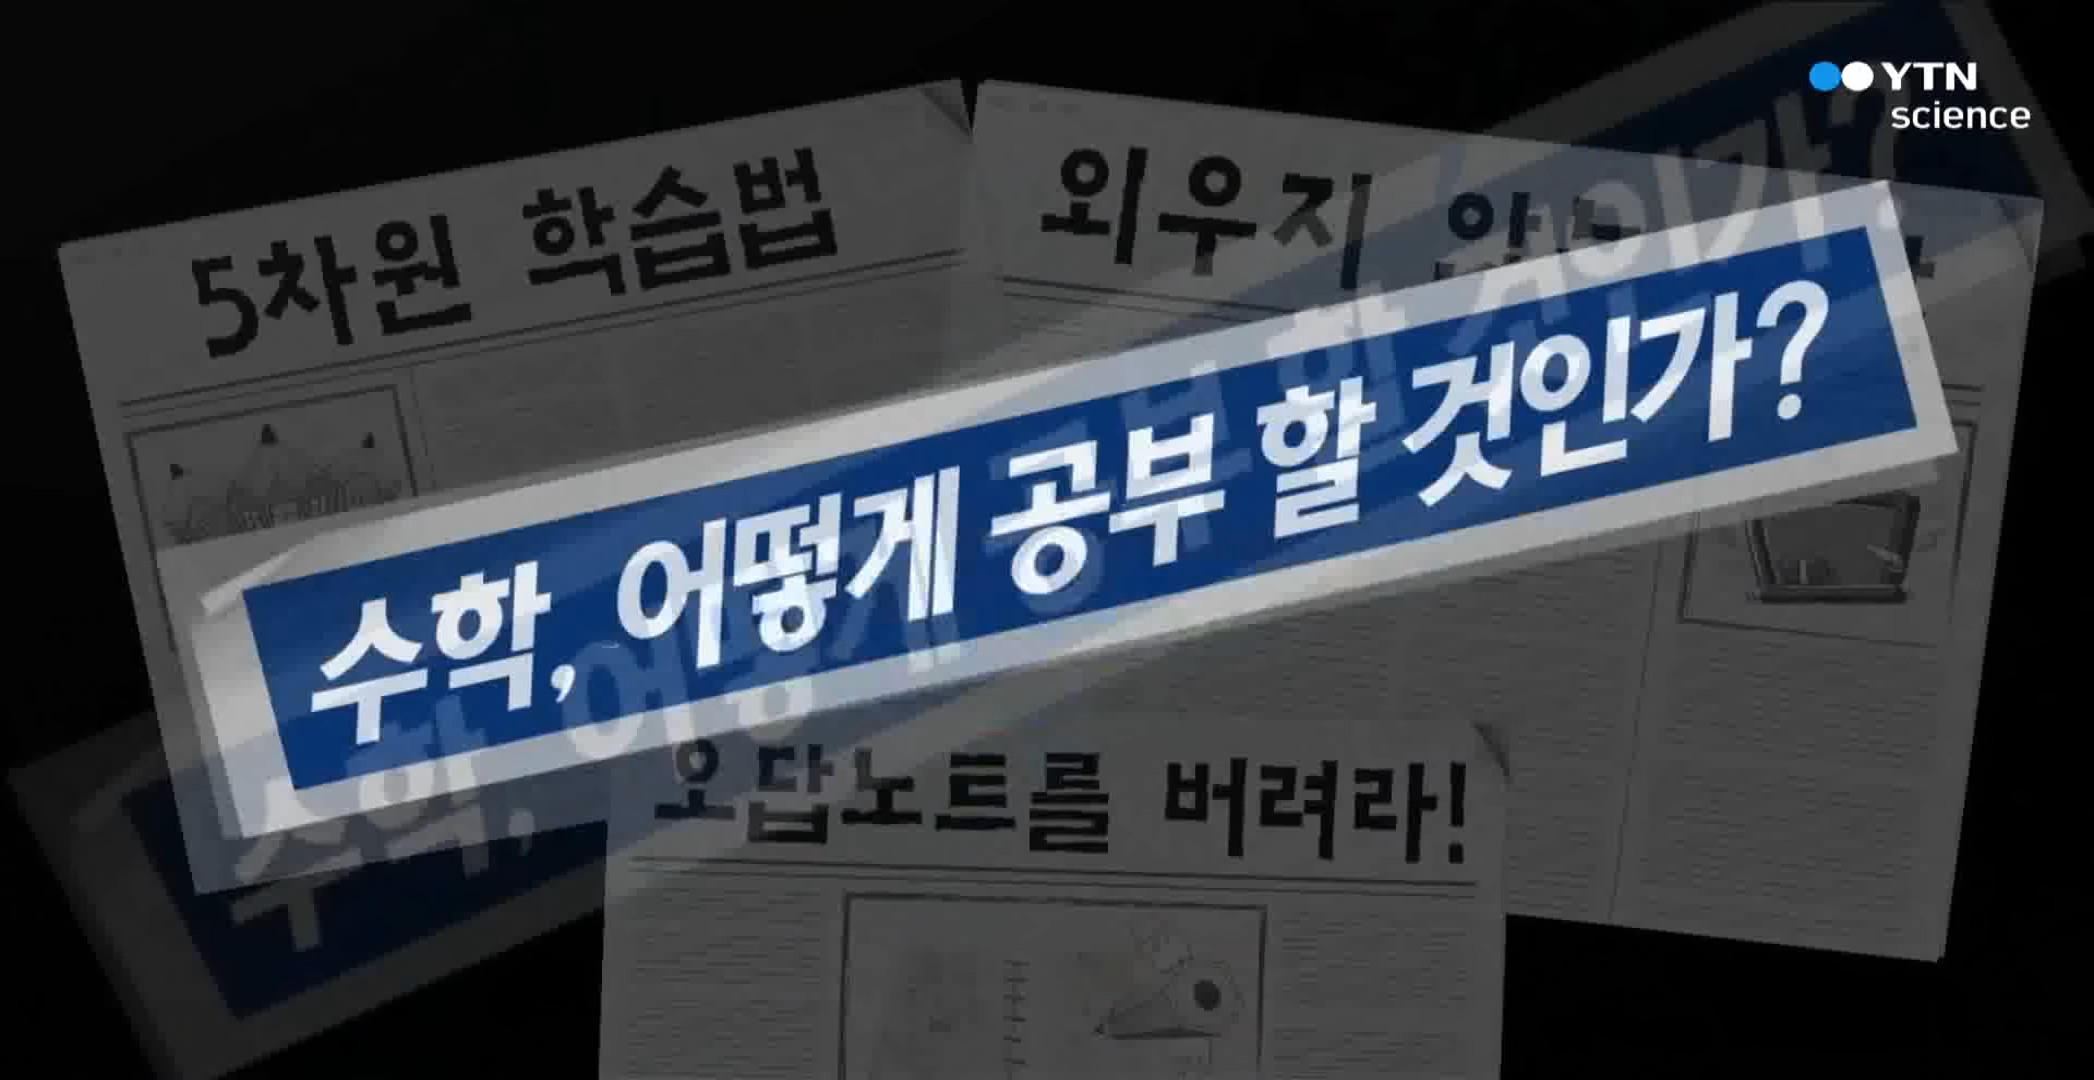 YTN
science
5차원 학습법
외우지
수학, 어떻게 공부 할 것인가?
오답노트를 버려라!